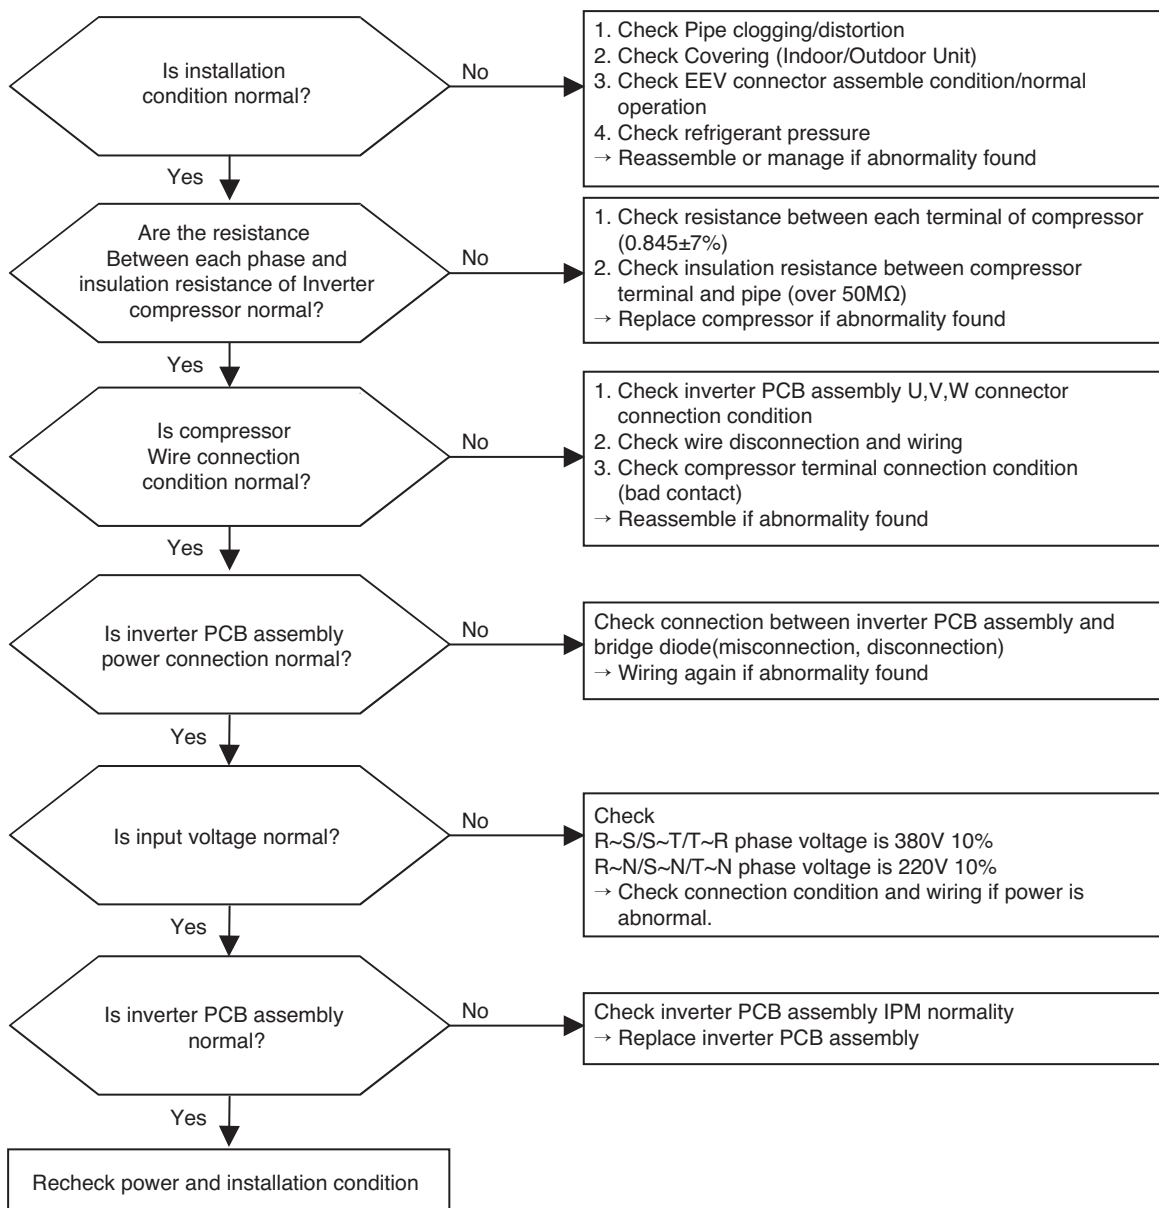 Is installation
condition normal?
No
1. Check Pipe clogging/distortion
2. Check Covering (Indoor/Outdoor Unit)
3. Check EEV connector assemble condition/normal
operation
4. Check refrigerant pressure
→ Reassemble or manage if abnormality found
Yes
Are the resistance
Between each phase and
insulation resistance of Inverter
compressor normal?
No
1. Check resistance between each terminal of compressor
(0.845±7%)
2. Check insulation resistance between compressor
terminal and pipe (over 50MΩ)
→ Replace compressor if abnormality found
Yes
Is compressor
Wire connection
condition normal?
No
1. Check inverter PCB assembly U,V,W connector
connection condition
2. Check wire disconnection and wiring
3. Check compressor terminal connection condition
(bad contact)
→ Reassemble if abnormality found
Yes
Is inverter PCB assembly
power connection normal?
No
Check connection between inverter PCB assembly and
bridge diode(misconnection, disconnection)
→ Wiring again if abnormality found
Yes
Is input voltage normal?
No
Check
R~S/S~T/T~R phase voltage is 380V 10%
R~N/S~N/T~N phase voltage is 220V 10%
→ Check connection condition and wiring if power is
abnormal.
Yes
Is inverter PCB assembly
normal?
No
Check inverter PCB assembly IPM normality
→ Replace inverter PCB assembly
Yes
Recheck power and installation condition